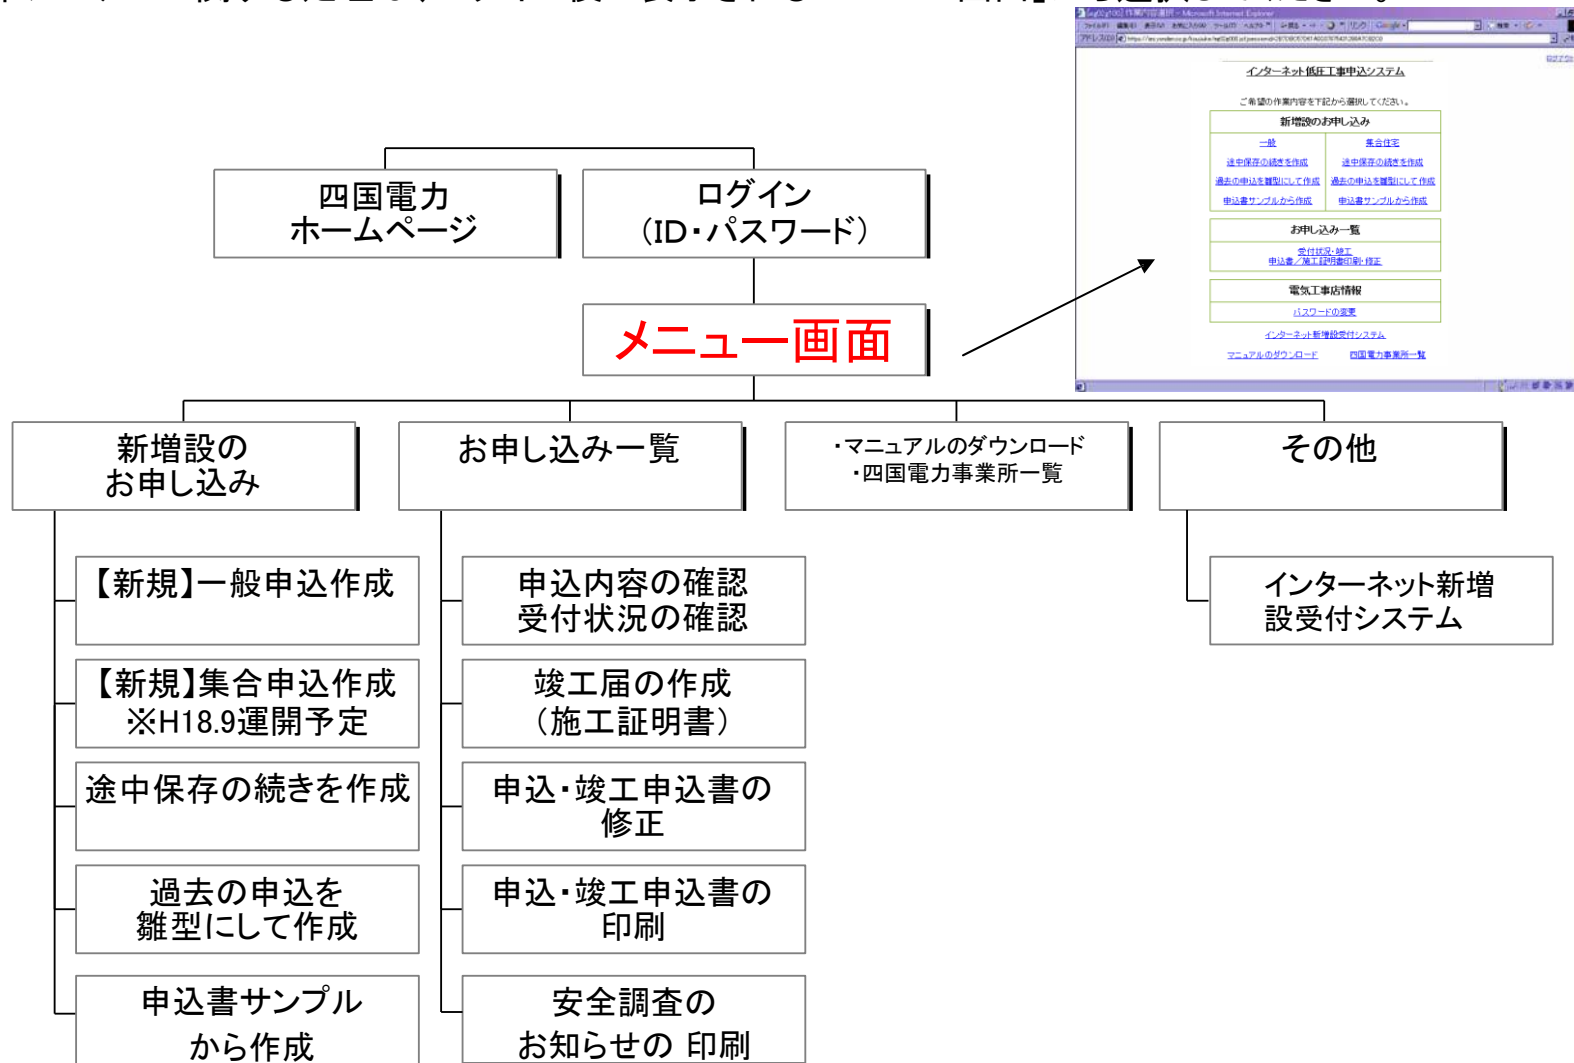 四国電力
ホームページ
ログイン
（ID・パスワード）
メニュー画面
新増設の
お申し込み
お申し込み一覧
・マニュアルのダウンロード
・四国電力事業所一覧
その他
【新規】一般申込作成
【新規】集合申込作成
※H18.9運開予定
途中保存の続きを作成
過去の申込を
雛型にして作成
申込書サンプル
から作成
申込内容の確認
受付状況の確認
竣工届の作成
（施工証明書）
申込・竣工申込書の
修正
申込・竣工申込書の
印刷
安全調査の
お知らせの 印刷
インターネット新増
設受付システム
インターネット低圧工事申込システム
ご希望の作業内容を下記から選択してください。
新増設のお申し込み
一般 集合住宅
途中保存の続きを作成 途中保存の続きを作成
過去の申込を雛型にして作成 過去の申込を雛型にして作成
申込書サンプルから作成 申込書サンプルから作成
お申し込み一覧
受付状況・竣工
申込書／施工証明書印刷・修正
電気工事店情報
パスワードの変更
インターネット新増設受付システム
マニュアルのダウンロード 四国電力事業所一覧